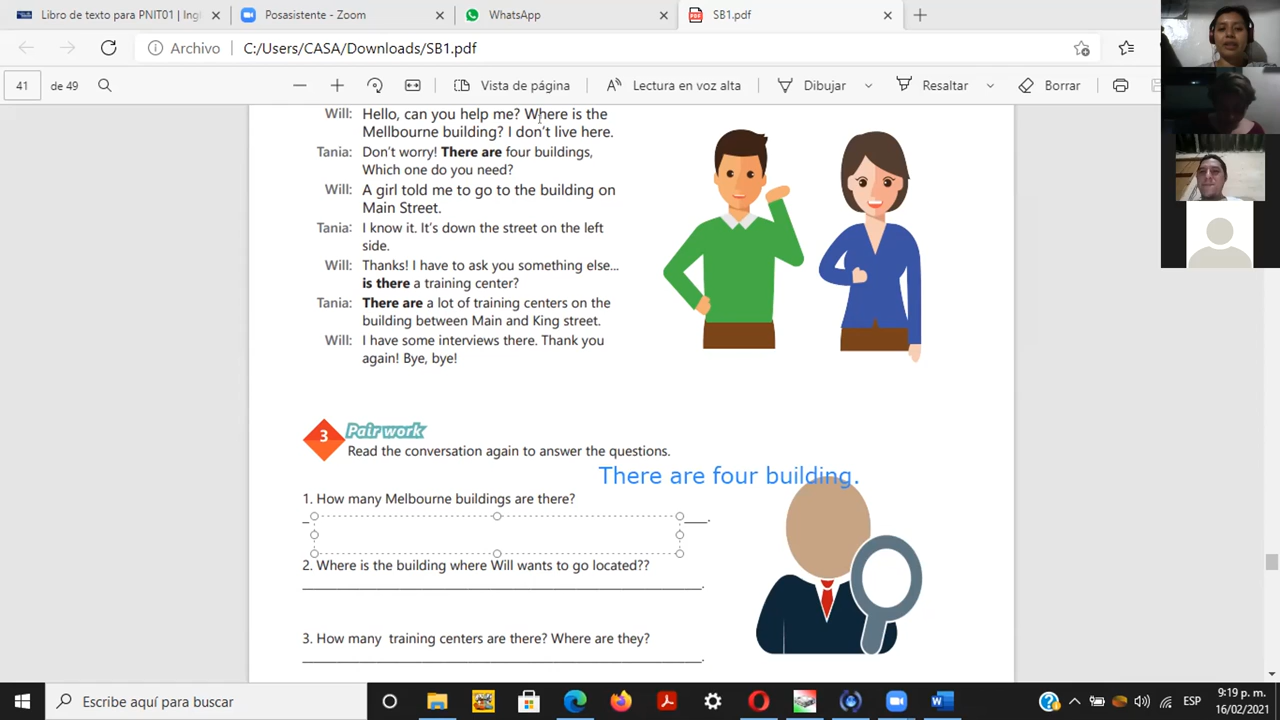 Libro de texto para PNIT01 | Ingl
Posasistente - Zoom
WhatsApp
SB1.pdf
Archivo
C:/Users/CASA/Downloads/SB1.pdf
41 de 49
Vista de página
Lectura en voz alta
Dibujar
Resaltar
Borrar
Will: Hello, can you help me? Where is the
Mellbourne building? I don't live here.
Tania: Don't worry! There are four buildings,
Which one do you need?
Will: A girl told me to go to the building on
Main Street.
Tania: I know it. It's down the street on the left
side.
Will: Thanks! I have to ask you something else...
is there a training center?
Tania: There are a lot of training centers on the
building between Main and King street.
Will: I have some interviews there. Thank you
again! Bye, bye!
3 Pair work
Read the conversation again to answer the questions.
There are four building.
1. How many Melbourne buildings are there?
2. Where is the building where Will wants to go located??
3. How many training centers are there? Where are they?
Escribe aquí para buscar
ESP
9:19 p. m.
16/02/2021